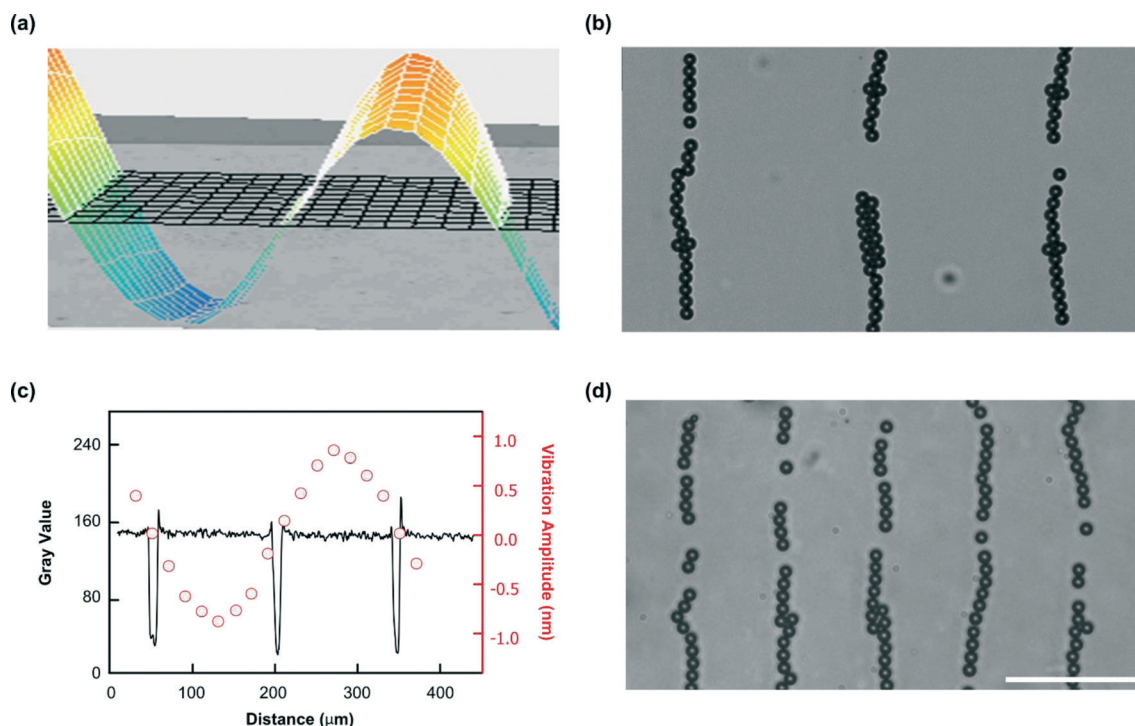 (a)
(b)
(c)
240
160
80
0
Gray Value
0
100
200
300
400
Distance (μm)
1.0
0.5
0.0
-0.5
-1.0
Vibration Amplitude (nm)
(d)